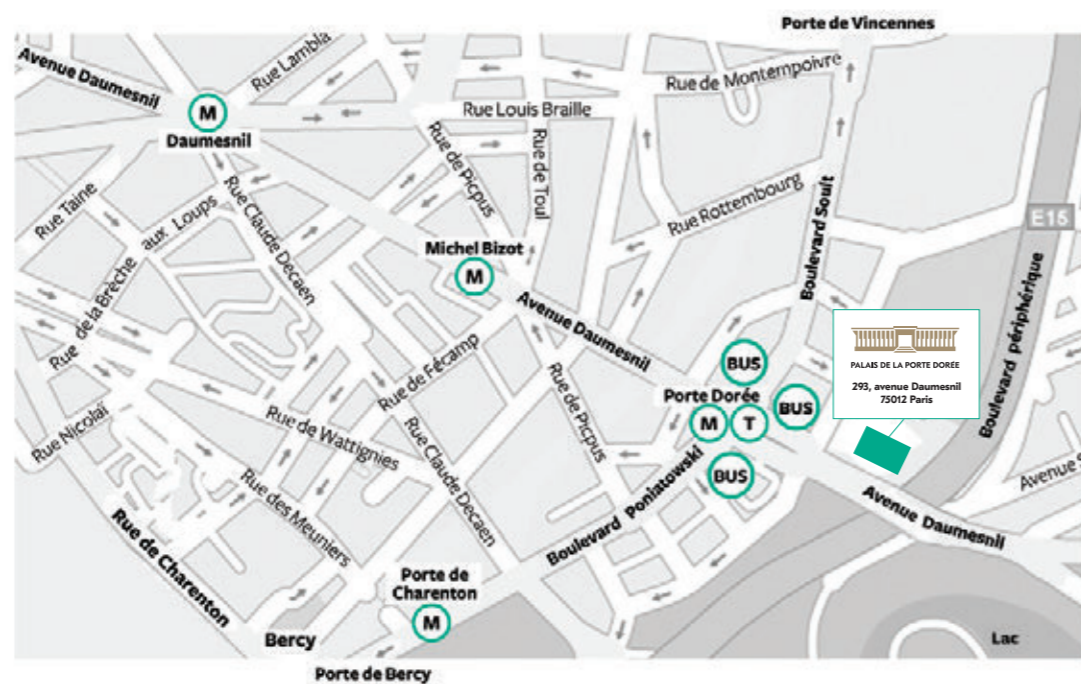 Porte de Vincennes
Avenue Daumesnil
Rue Lambla
Rue de Montempoivre
M
Daumesnil
Rue Louis Braille
Rue de Picpus
Rue de Toul
Rue Taine
Rue Claude Decaen
Rue de la Brèche aux Loups
Rue Rottembourg
Boulevard Soult
E15
Michel Bizot
M
Avenue Daumesnil
Boulevard périphérique
PALAIS DE LA PORTE DORÉE
293, avenue Daumesnil
75012 Paris
BUS
Porte Dorée
M
T
BUS
BUS
Rue de Fécamp
Rue de Picpus
Rue Nicolaï
Rue de Wattignies
Rue Claude Decaen
Boulevard Poniatowski
Avenue Daumesnil
Avenue
Rue des Meuniers
Rue de Charenton
Porte de
Charenton
M
Bercy
Lac
Porte de Bercy